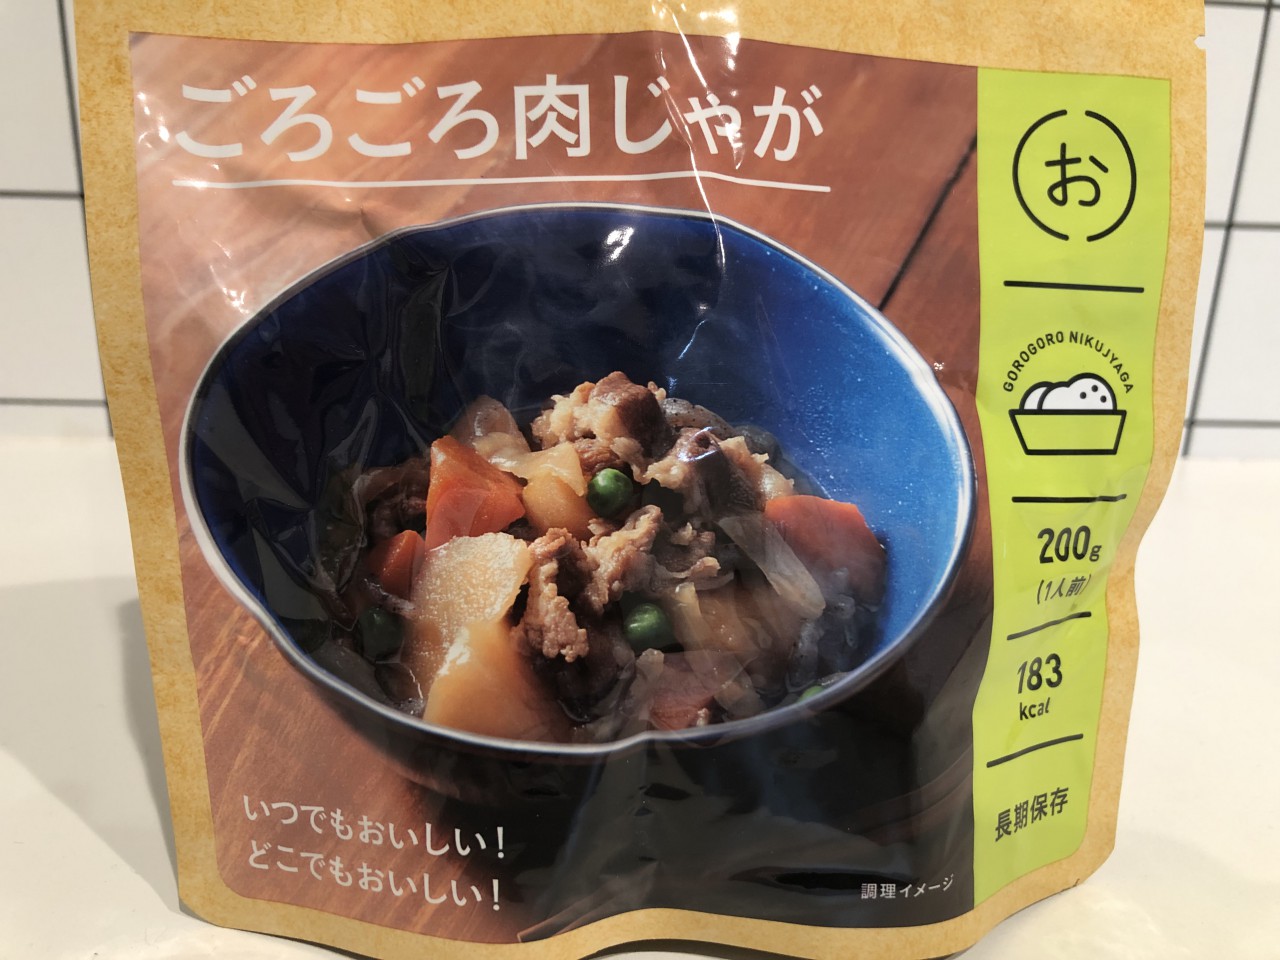 ごろごろ肉じゃが
お
GOROGORO NIKUJYAGA
200g
(1人前)
183
kcal
長期保存
いつでもおいしい！
どこでもおいしい！
調理イメージ